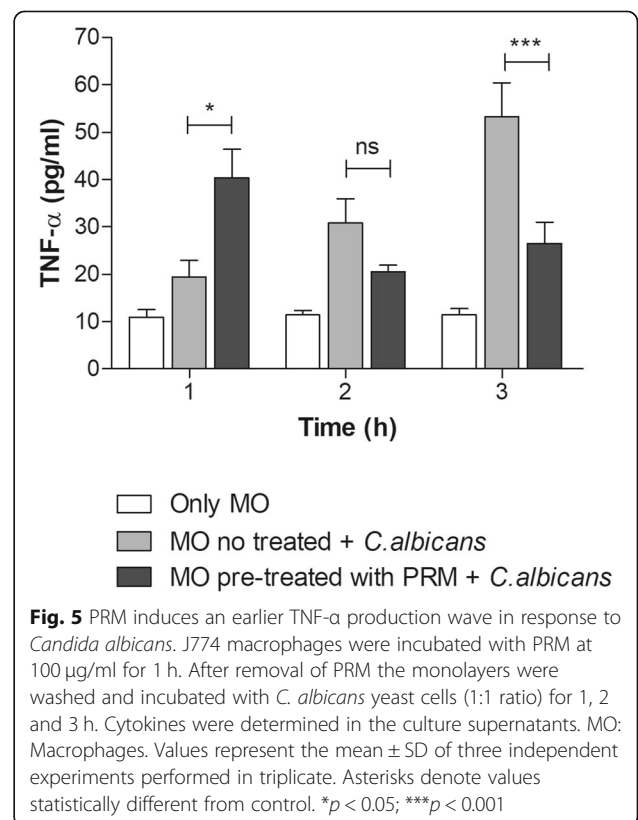 70
60
50
40
30
20
10
0
TNF-α (pg/ml)
*
ns
***
1 2 3
Time (h)
Only MO
MO no treated + C.albicans
MO pre-treated with PRM + C.albicans
Fig. 5 PRM induces an earlier TNF-α production wave in response to
Candida albicans. J774 macrophages were incubated with PRM at
100 μg/ml for 1 h. After removal of PRM the monolayers were
washed and incubated with C. albicans yeast cells (1:1 ratio) for 1, 2
and 3 h. Cytokines were determined in the culture supernatants. MO:
Macrophages. Values represent the mean ± SD of three independent
experiments performed in triplicate. Asterisks denote values
statistically different from control. *p < 0.05; ***p < 0.001